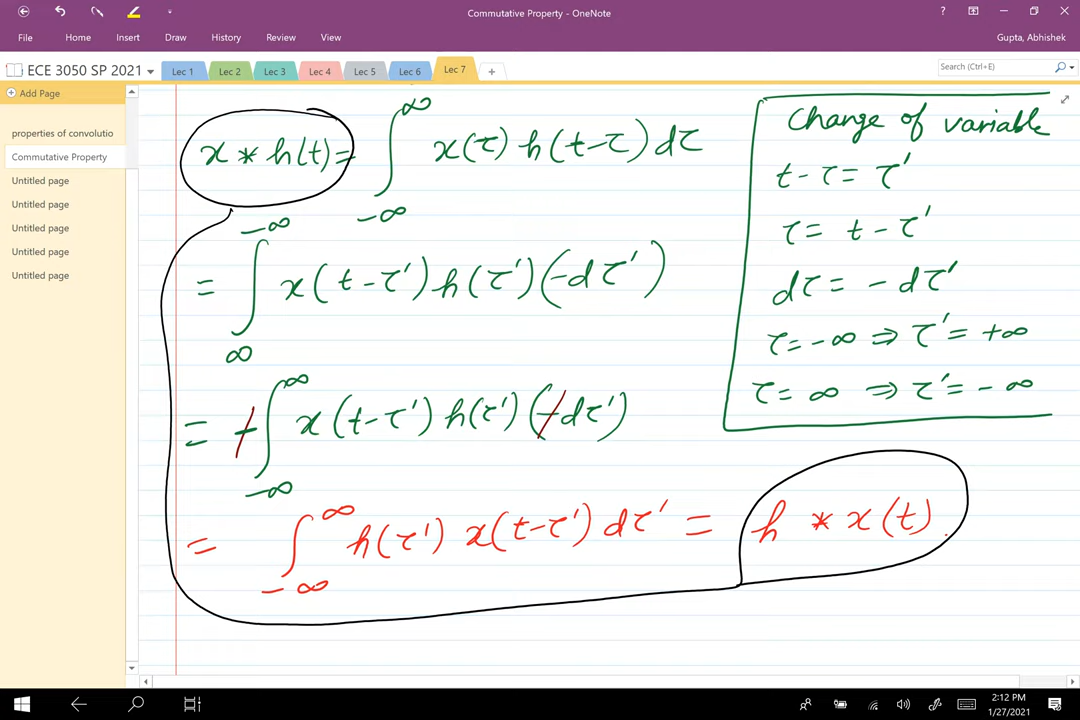 Commutative Property - OneNote
? Gupta, Abhishek
File Home Insert Draw History Review View
ECE 3050 SP 2021 Lec 1 Lec 2 Lec 3 Lec 4 Lec 5 Lec 6 Lec 7 +
Search (Ctrl+E)
Add Page
properties of convolutio
Commutative Property
Untitled page
Untitled page
Untitled page
Untitled page
Untitled page
x * h(t) = ∫_{-∞}^{∞} x(τ) h(t-τ) dτ
= ∫_{∞}^{-∞} x(t-τ') h(τ') (-dτ')
= - ∫_{-∞}^{∞} x(t-τ') h(τ') (-dτ')
= ∫_{-∞}^{∞} h(τ') x(t-τ') dτ' = h * x(t).
Change of variable
t - τ = τ'
τ = t - τ'
dτ = - dτ'
τ = -∞ ⇒ τ' = +∞
τ = ∞ ⇒ τ' = - ∞
2:12 PM
1/27/2021